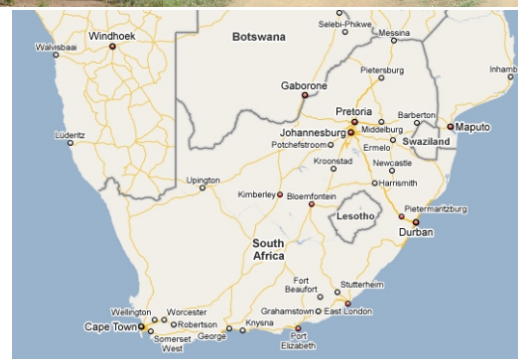 Selebi-Phikwe
Messina
Windhoek
Botswana
Walvisbaai
Pietersburg
Inhamb
Gaborone
Pretoria
Barberton
Maputo
Johannesburg
Middelburg
Lüderitz
Potchefstroom
Ermelo
Swaziland
Kroonstad
Newcastle
Upington
Harrismith
Kimberley
Bloemfontein
Lesotho
Pietermaritzburg
Durban
South
Africa
Fort
Beaufort
Stutterheim
Wellington
Worcester
Grahamstown
East London
Cape Town
Robertson
Knysna
George
Somerset
West
Port
Elizabeth